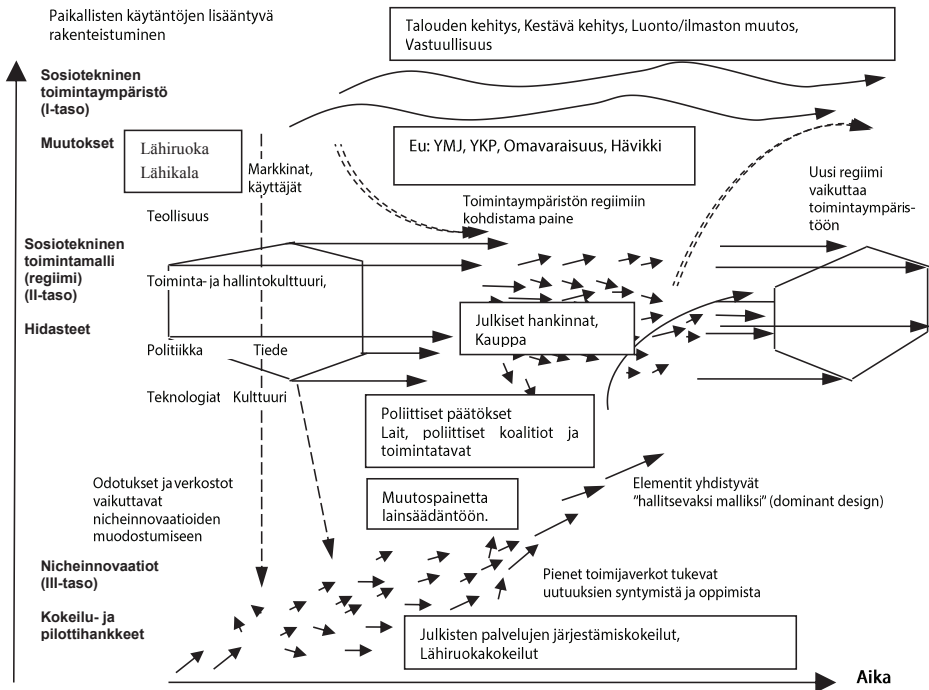 Paikallisten käytäntöjen lisääntyvä
rakenteistuminen
Talouden kehitys, Kestävä kehitys, Luonto/ilmaston muutos,
Vastuullisuus
Sosiotekninen
toimintaympäristö
(I-taso)
Muutokset
Lähiruoka
Lähikala
Markkinat,
käyttäjät
Eu: YMJ, YKP, Omavaraisuus, Hävikki
Teollisuus
Toimintaympäristön regiimiin
kohdistama paine
Uusi regiimi
vaikuttaa
toimintaympäris-
töön
Sosiotekninen
toimintamalli
(regiimi)
(II-taso)
Hidasteet
Toiminta- ja hallintokulttuuri,
Julkiset hankinnat,
Kauppa
Politiikka
Tiede
Teknologiat
Kulttuuri
Poliittiset päätökset
Lait, poliittiset koalitiot ja
toimintatavat
Odotukset ja verkostot
vaikuttavat
nicheinnovaatioiden
muodostumiseen
Muutospainetta
lainsäädäntöön.
Elementit yhdistyvät
"hallitsevaksi malliksi" (dominant design)
Nicheinnovaatiot
(III-taso)
Kokeilu- ja
pilottihankkeet
Pienet toimijaverkot tukevat
uutuuksien syntymistä ja oppimista
Julkisten palvelujen järjestämiskokeilut,
Lähiruokakokeilut
Aika